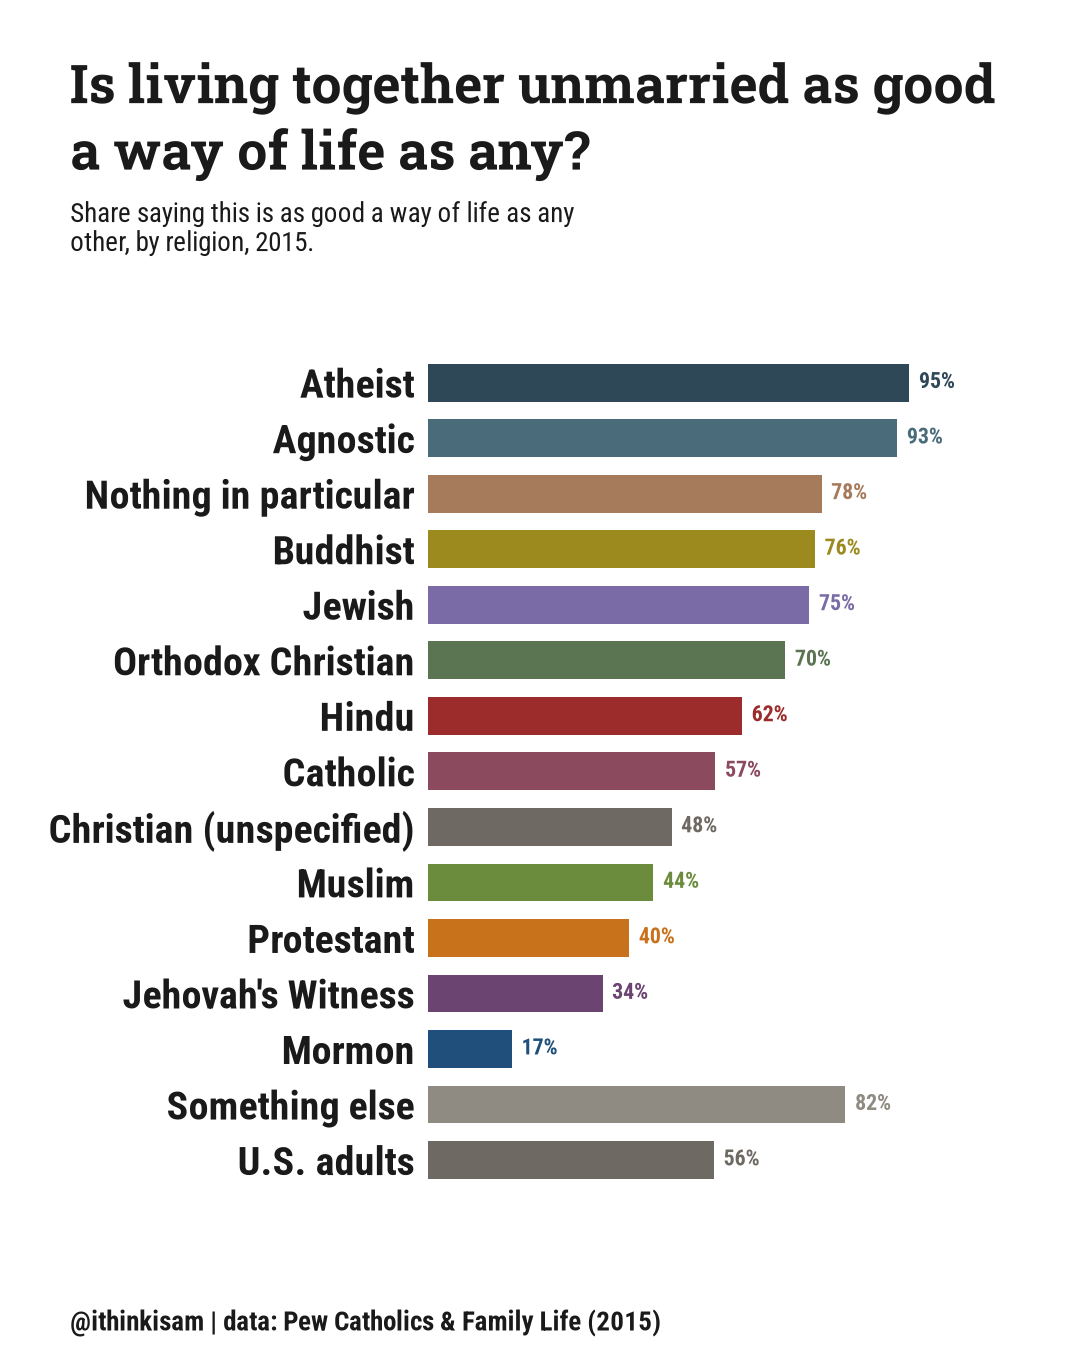 Is living together unmarried as good
a way of life as any?
Share saying this is as good a way of life as any
other, by religion, 2015.
Atheist 95%
Agnostic 93%
Nothing in particular 78%
Buddhist 76%
Jewish 75%
Orthodox Christian 70%
Hindu 62%
Catholic 57%
Christian (unspecified) 48%
Muslim 44%
Protestant 40%
Jehovah's Witness 34%
Mormon 17%
Something else 82%
U.S. adults 56%
@ithinkisam | data: Pew Catholics & Family Life (2015)